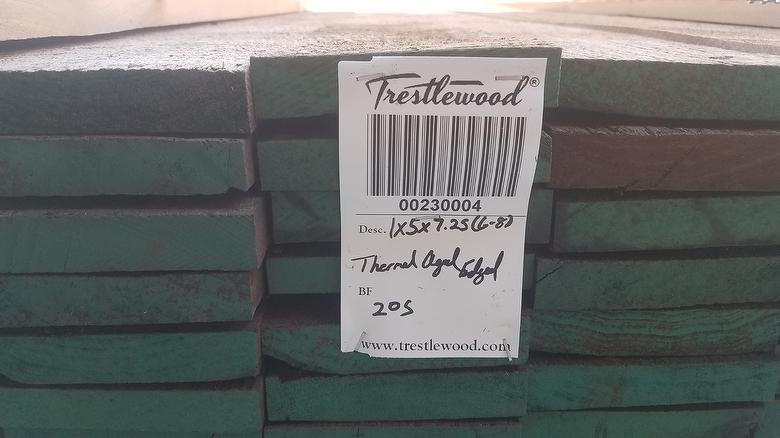 Trestlewood®
00230004
Desc. 1x5x7.25 (6-8)
Thermal Aged Edged
BF
205
www.trestlewood.com